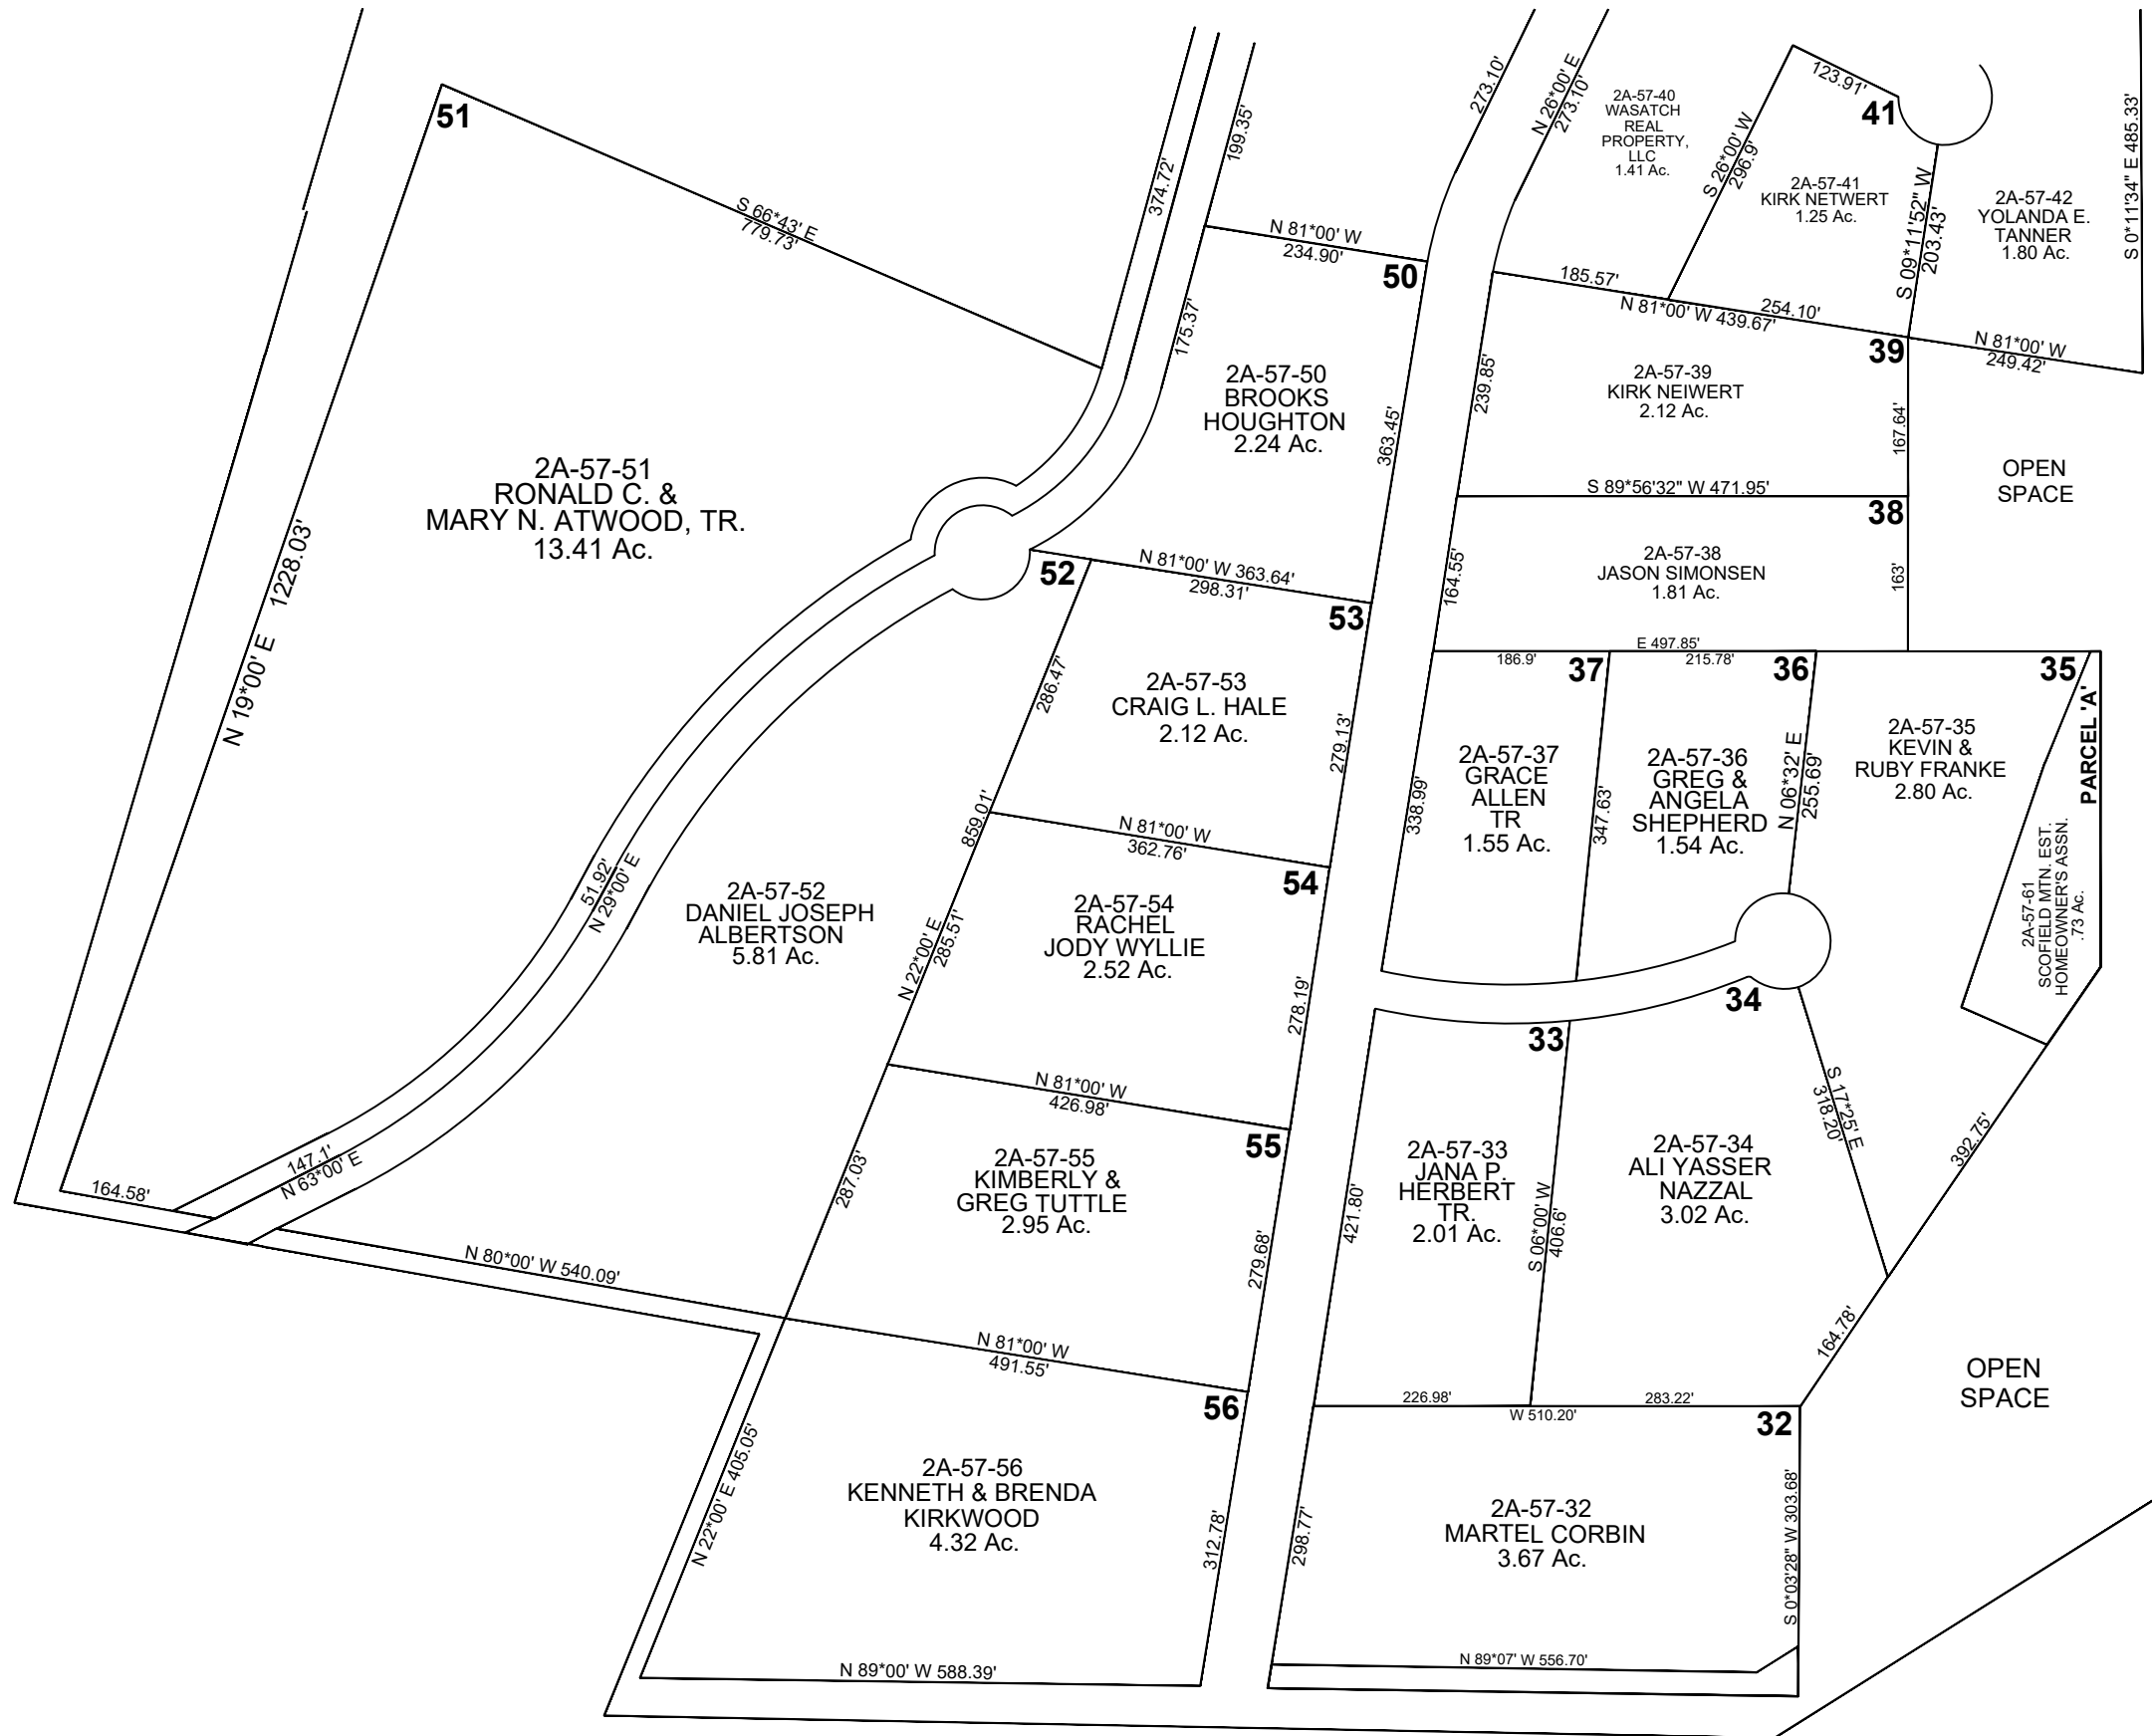 51
S 66*43' E
779.73'
2A-57-51
RONALD C. &
MARY N. ATWOOD, TR.
13.41 Ac.
N 19*00' E 1228.03'
164.58'
147.1'
N 63*00' E
51.92'
N 29*00' E
374.72'
199.35'
175.37'
N 81*00' W
234.90'
50
2A-57-50
BROOKS
HOUGHTON
2.24 Ac.
363.45'
273.10'
N 26*00' E
273.10'
2A-57-40
WASATCH
REAL
PROPERTY,
LLC
1.41 Ac.
123.91'
41
S 26*00' W
296.9'
2A-57-41
KIRK NETWERT
1.25 Ac.
S 09*11'52" W
203.43'
2A-57-42
YOLANDA E.
TANNER
1.80 Ac.
S 0*11'34" E 485.33'
185.57'
254.10'
N 81*00' W 439.67'
39
N 81*00' W
249.42'
2A-57-39
KIRK NEIWERT
2.12 Ac.
239.85'
167.64'
OPEN
SPACE
S 89*56'32" W 471.95'
38
2A-57-38
JASON SIMONSEN
1.81 Ac.
164.55'
163'
E 497.85'
186.9'
37
215.78'
36
35
52
N 81*00' W 363.64'
298.31'
53
2A-57-53
CRAIG L. HALE
2.12 Ac.
286.47'
279.13'
859.01'
N 81*00' W
362.76'
54
2A-57-52
DANIEL JOSEPH
ALBERTSON
5.81 Ac.
N 22*00' E
285.51'
2A-57-54
RACHEL
JODY WYLLIE
2.52 Ac.
278.19'
N 81*00' W
426.98'
55
2A-57-55
KIMBERLY &
GREG TUTTLE
2.95 Ac.
287.03'
279.68'
N 80*00' W 540.09'
N 81*00' W
491.55'
56
2A-57-56
KENNETH & BRENDA
KIRKWOOD
4.32 Ac.
N 22*00' E 405.05'
312.78'
N 89*00' W 588.39'
2A-57-37
GRACE
ALLEN
TR
1.55 Ac.
338.99'
347.63'
2A-57-36
GREG &
ANGELA
SHEPHERD
1.54 Ac.
N 06*32' E
255.69'
2A-57-35
KEVIN &
RUBY FRANKE
2.80 Ac.
PARCEL 'A'
2A-57-61
SCOFIELD MTN. EST.
HOMEOWNER'S ASSN.
.73 Ac.
33
34
2A-57-33
JANA P.
HERBERT
TR.
2.01 Ac.
421.80'
S 06*00' W
406.6'
2A-57-34
ALI YASSER
NAZZAL
3.02 Ac.
S 17*25' E
318.20'
392.75'
164.78'
OPEN
SPACE
226.98'
283.22'
W 510.20'
32
2A-57-32
MARTEL CORBIN
3.67 Ac.
298.77'
S 0*03'28" W 303.68'
N 89*07' W 556.70'